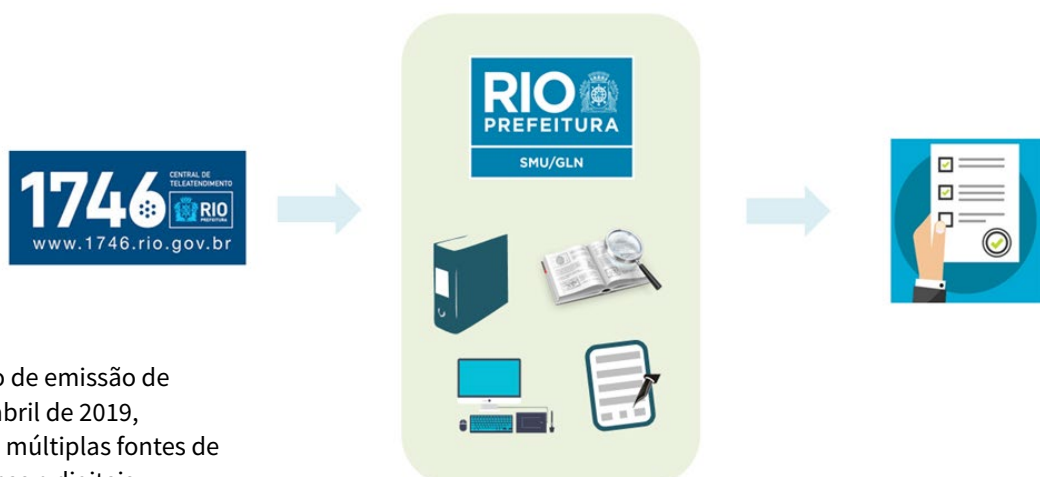 1746
CENTRAL DE
TELEATENDIMENTO
RIO
PREFEITURA
www.1746.rio.gov.br
RIO
PREFEITURA
SMU/GLN
o de emissão de
abril de 2019,
múltiplas fontes de